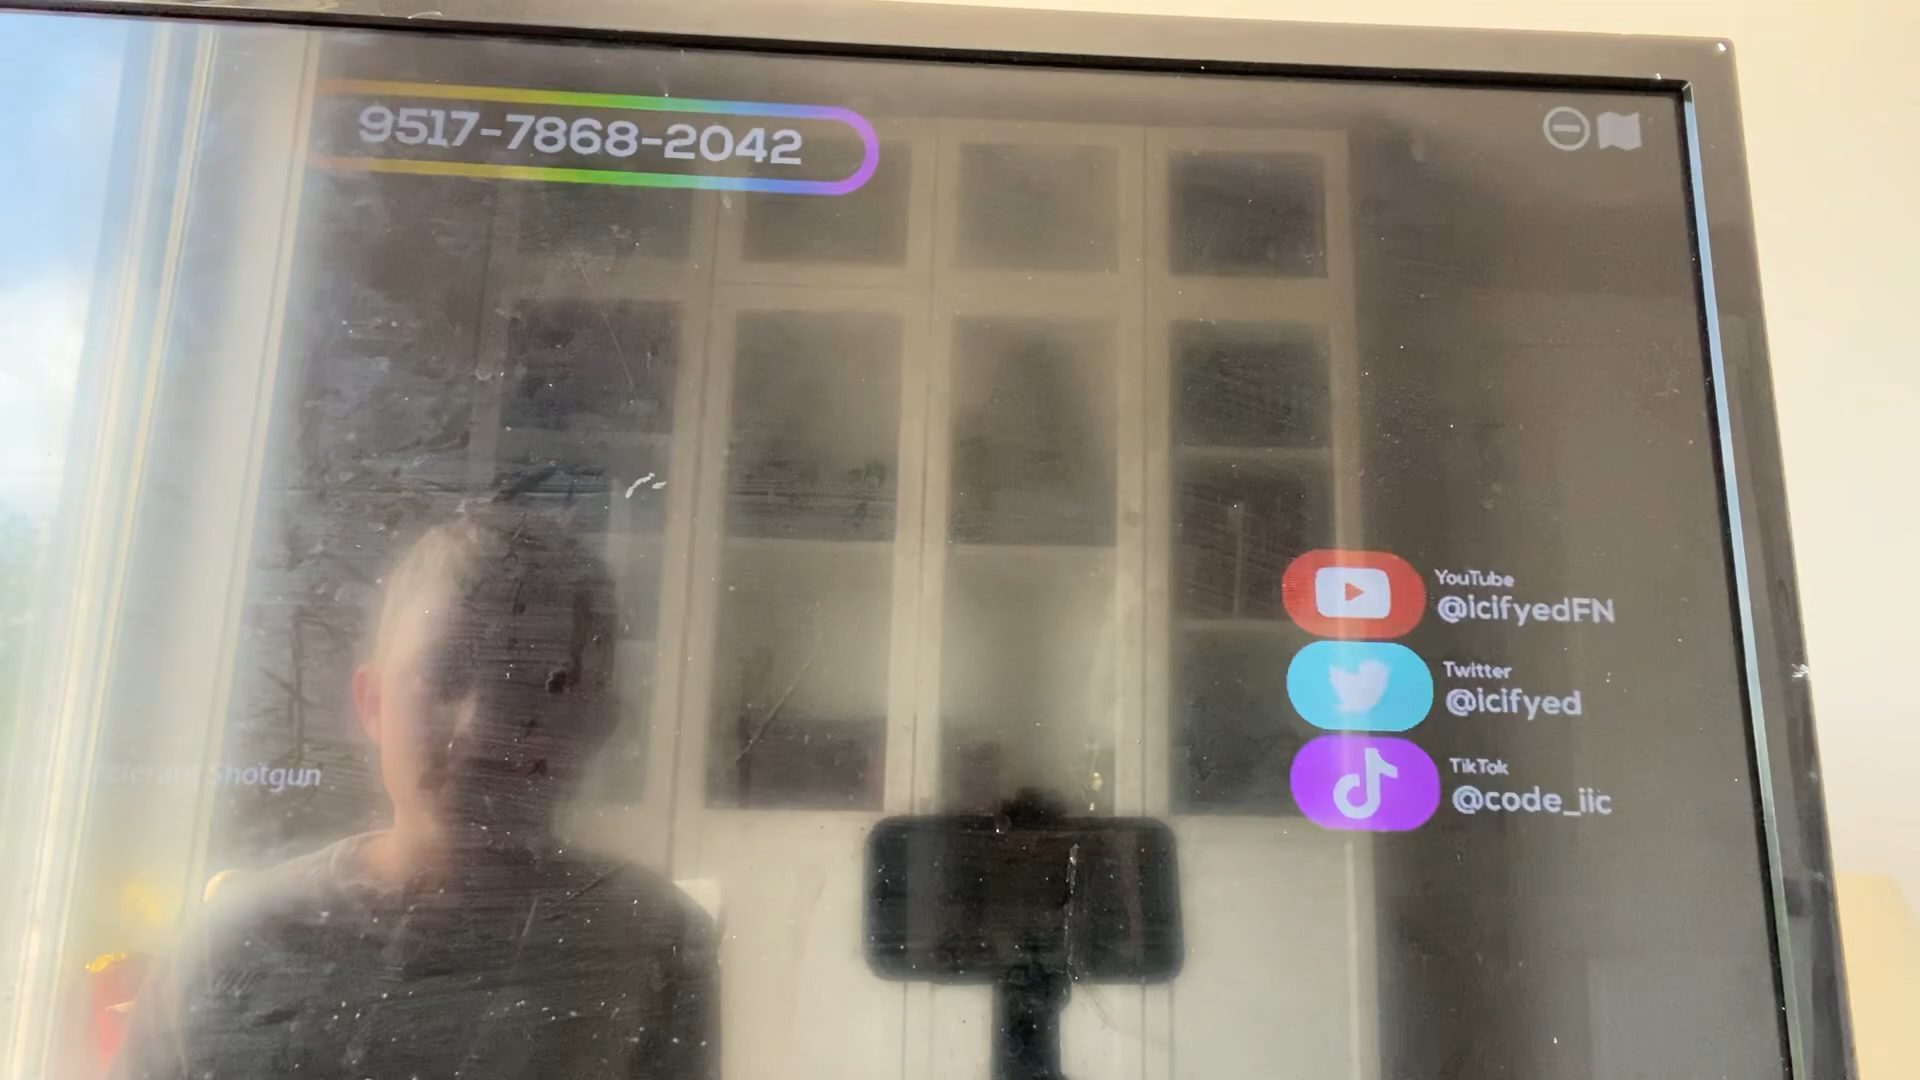 9517-7868-2042
YouTube
@icifyedFN
Twitter
@icifyed
TikTok
@code_iic
Shotgun